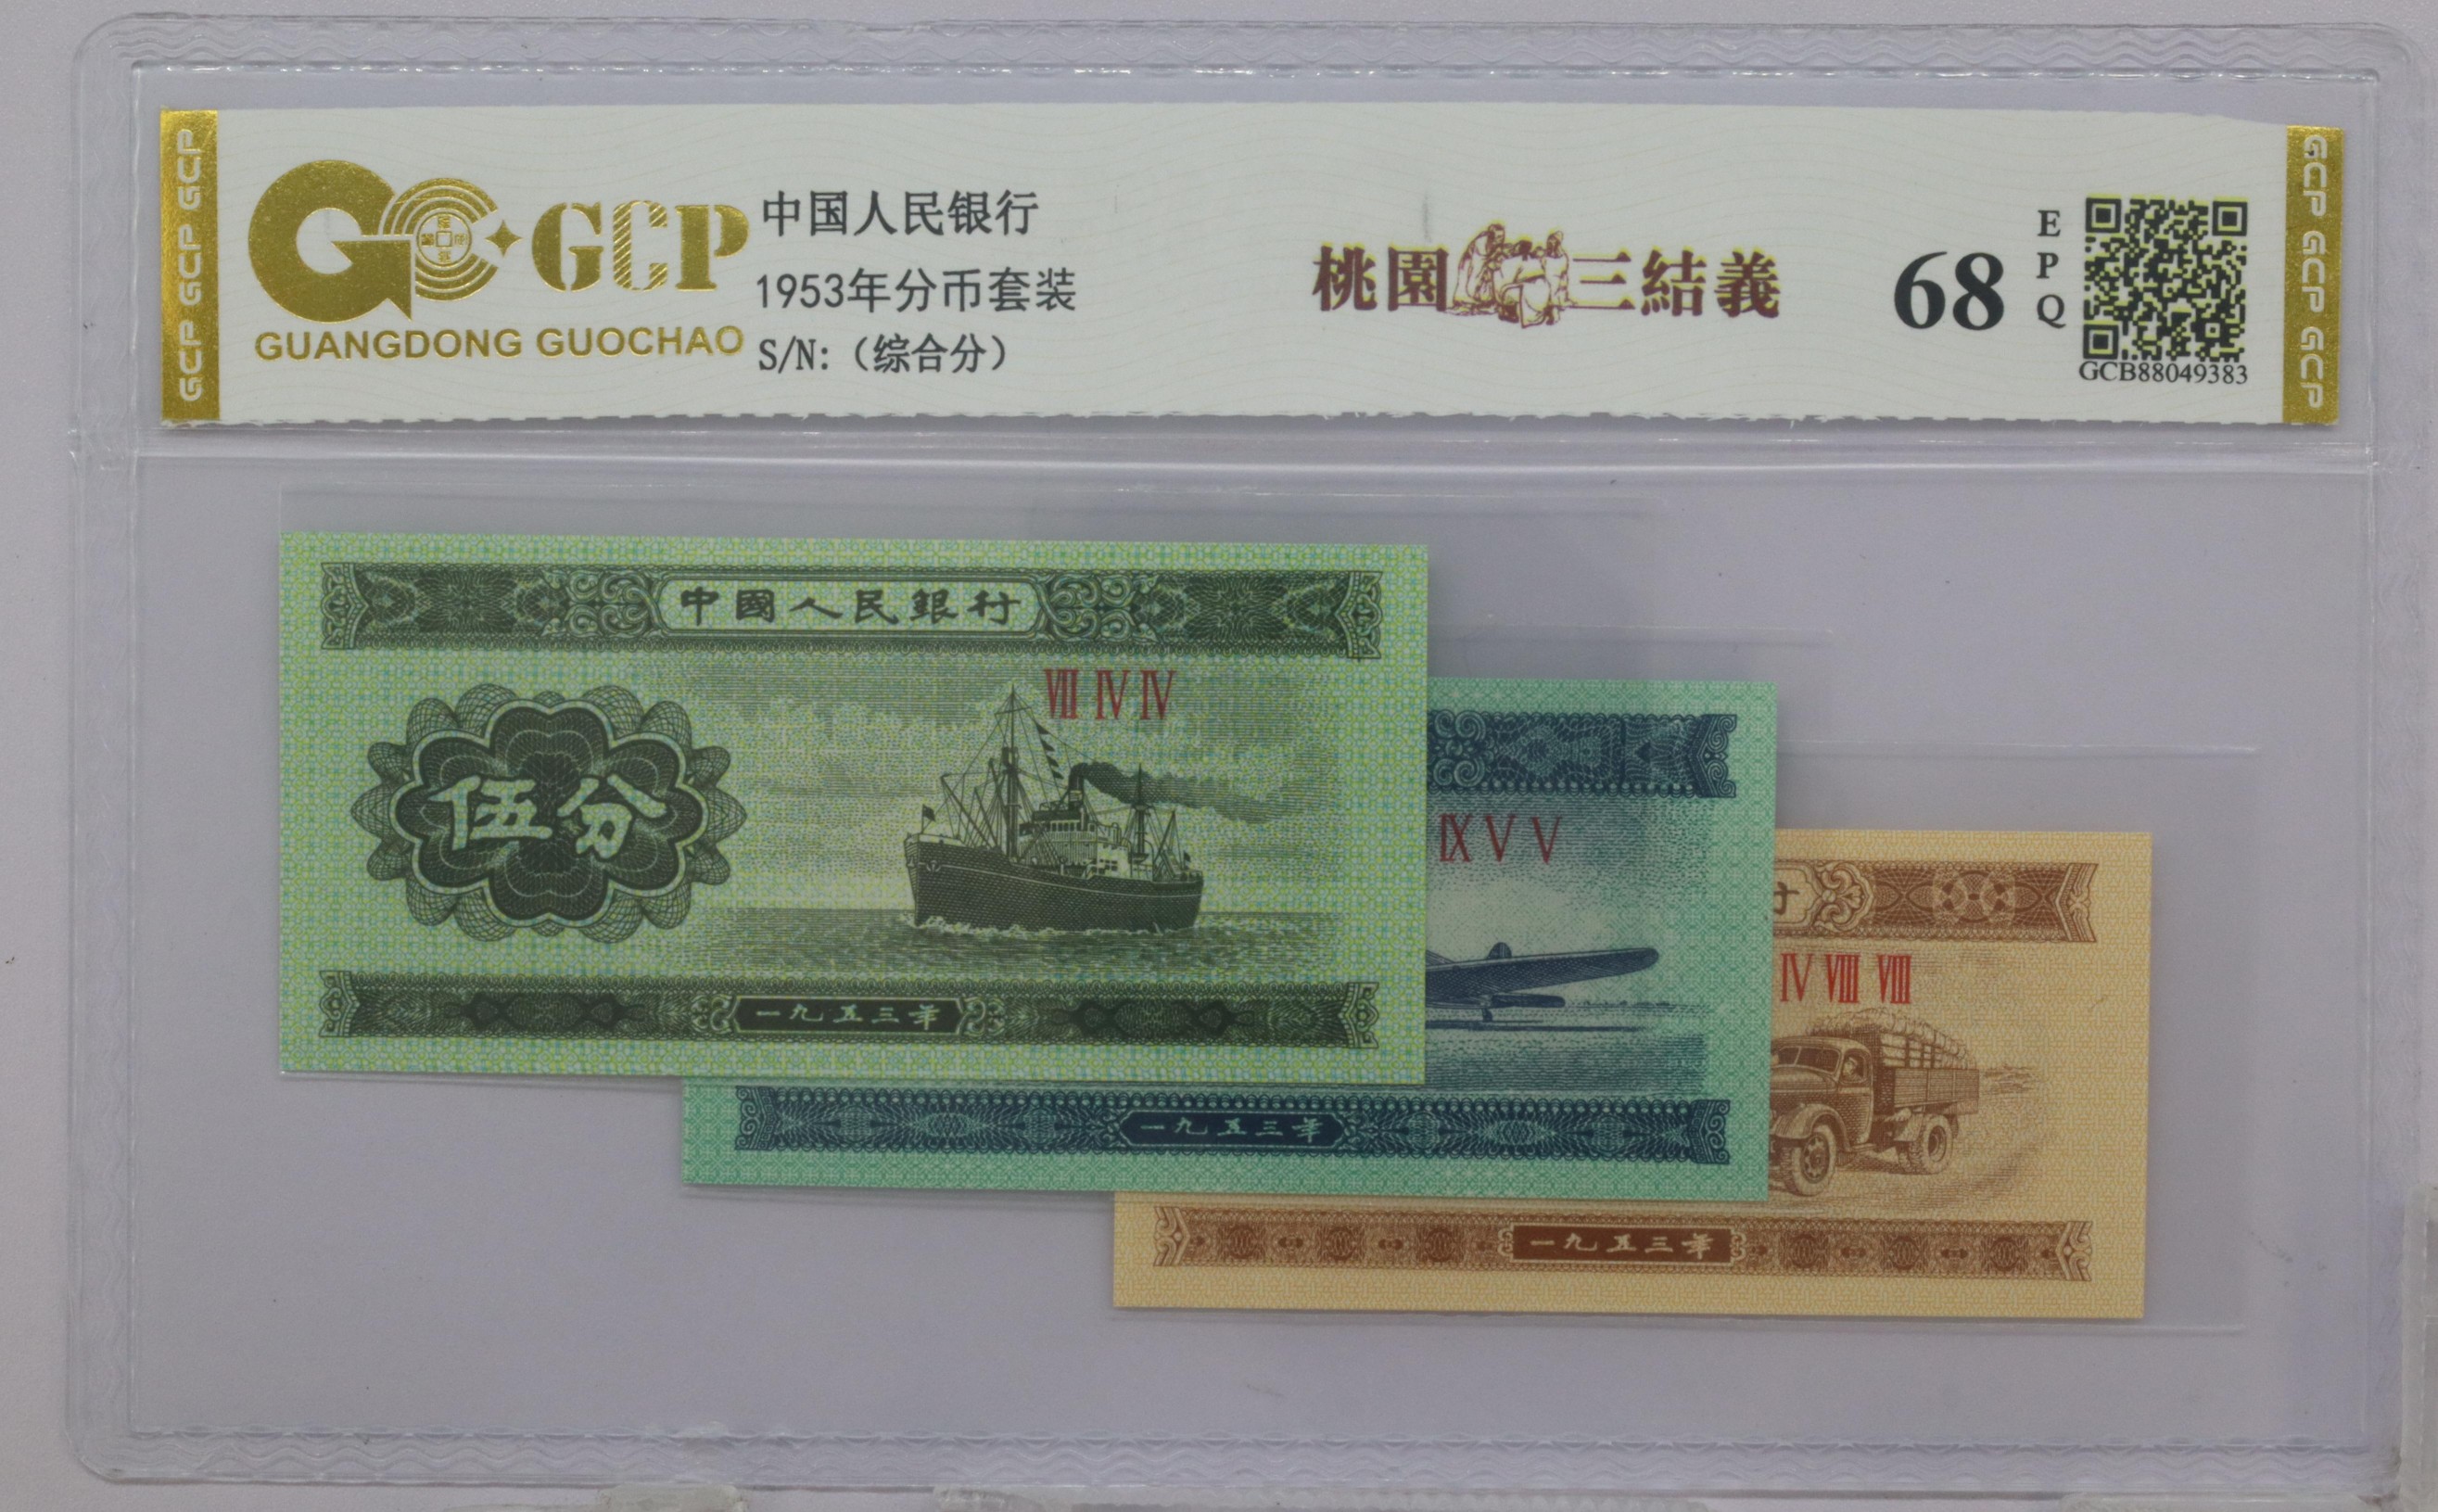 GCP GCP GCP
GCP
GUANGDONG GUOCHAO
中国人民银行
1953年分币套装
S/N:（综合分）
桃園三結義
68
EPQ
GCB88049383
GCP GCP GCP
中國人民銀行
VIII IV IV
伍分
一九五三年
IX V V
一九五三年
行
IV VIII VIII
一九五三年